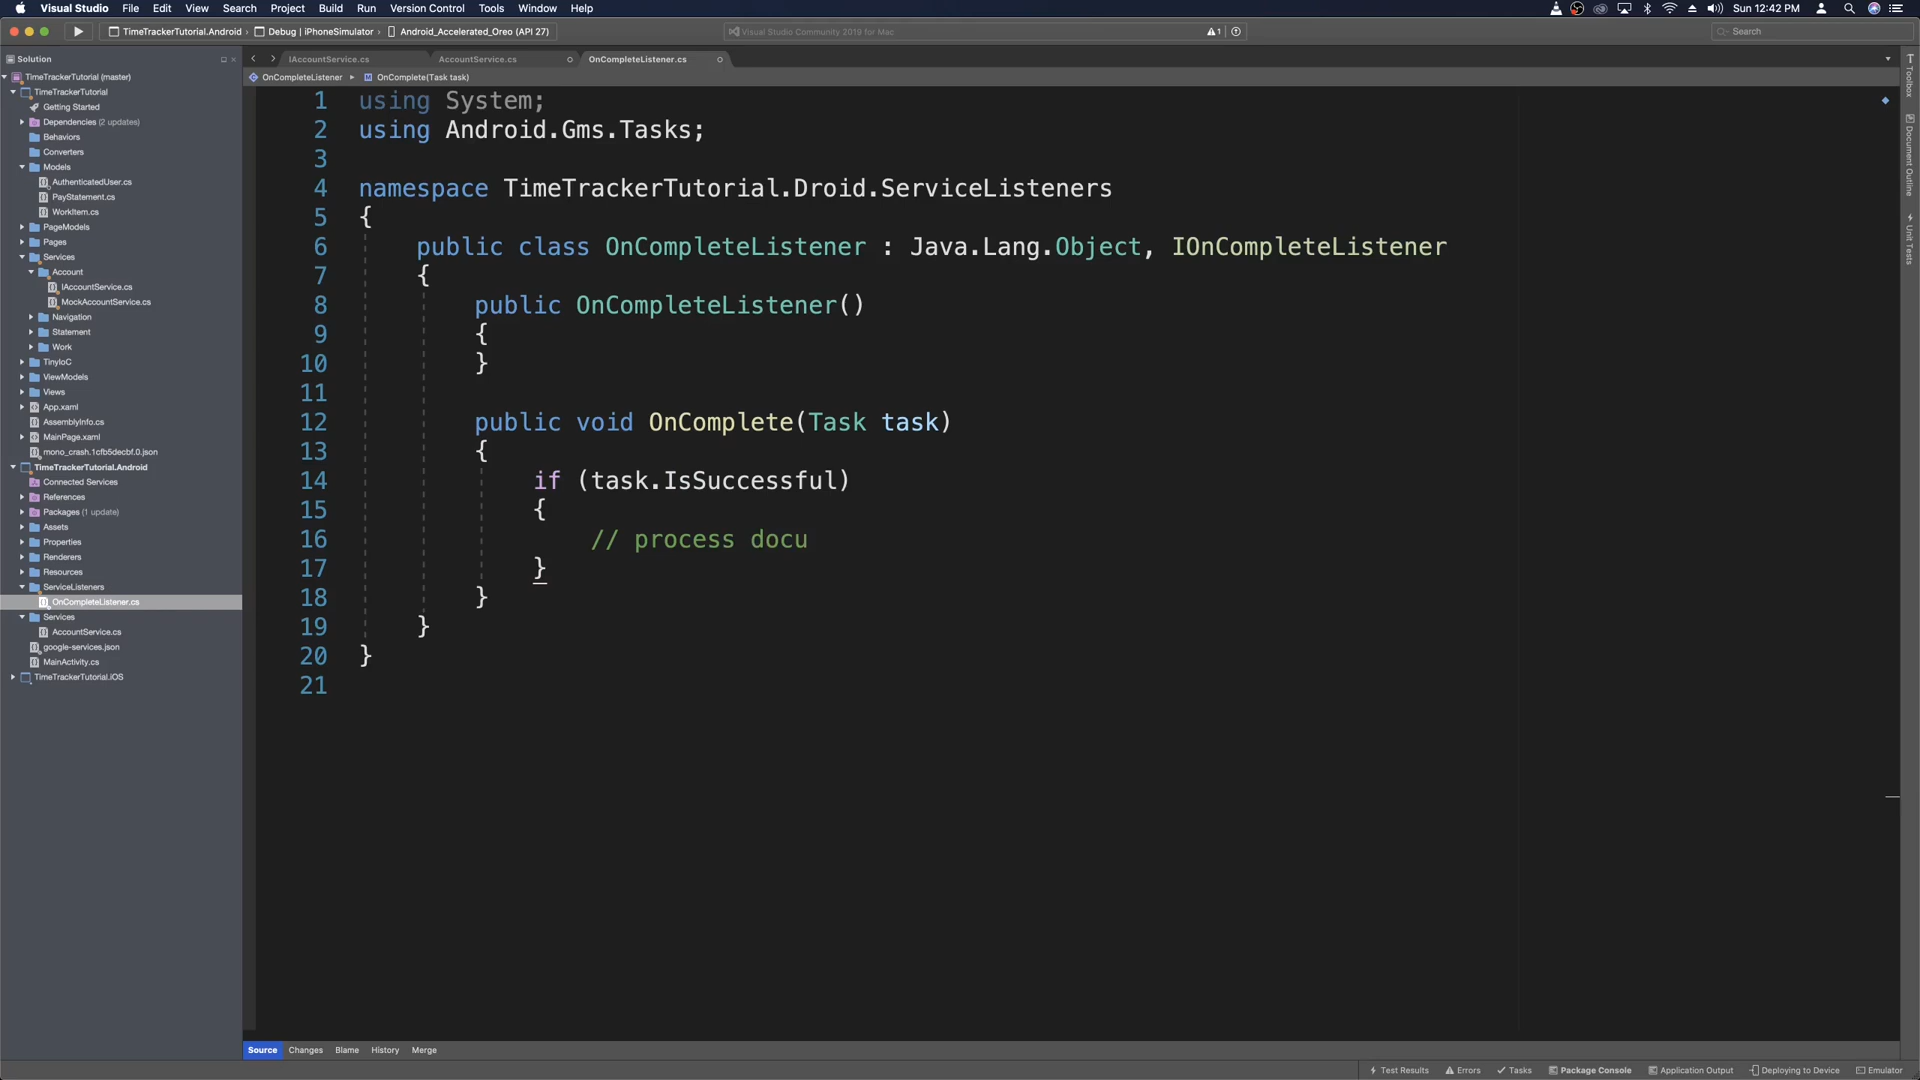 Visual Studio File Edit View Search Project Build Run Version Control Tools Window Help Sun 12:42 PM
TimeTrackerTutorial.Android Debug | iPhoneSimulator Android_Accelerated_Oreo (API 27) Visual Studio Community 2019 for Mac 1 Search
Solution IAccountService.cs AccountService.cs OnCompleteListener.cs
OnCompleteListener OnComplete(Task task)
TimeTrackerTutorial (master)
TimeTrackerTutorial
Getting Started
Dependencies (2 updates)
Behaviors
Converters
Models
AuthenticatedUser.cs
PayStatement.cs
WorkItem.cs
PageModels
Pages
Services
Account
IAccountService.cs
MockAccountService.cs
Navigation
Statement
Work
TinyIoC
ViewModels
Views
App.xaml
AssemblyInfo.cs
MainPage.xaml
mono_crash.1cfb5decbf.0.json
TimeTrackerTutorial.Android
Connected Services
References
Packages (1 update)
Assets
Properties
Renderers
Resources
ServiceListeners
OnCompleteListener.cs
Services
AccountService.cs
google-services.json
MainActivity.cs
TimeTrackerTutorial.iOS
1 using System;
2 using Android.Gms.Tasks;
3
4 namespace TimeTrackerTutorial.Droid.ServiceListeners
5 {
6 public class OnCompleteListener : Java.Lang.Object, IOnCompleteListener
7 {
8 public OnCompleteListener()
9 {
10 }
11
12 public void OnComplete(Task task)
13 {
14 if (task.IsSuccessful)
15 {
16 // process docu
17 }
18 }
19 }
20 }
21
Toolbox
Document Outline
Unit Tests
Source Changes Blame History Merge
Test Results Errors Tasks Package Console Application Output Deploying to Device Emulator